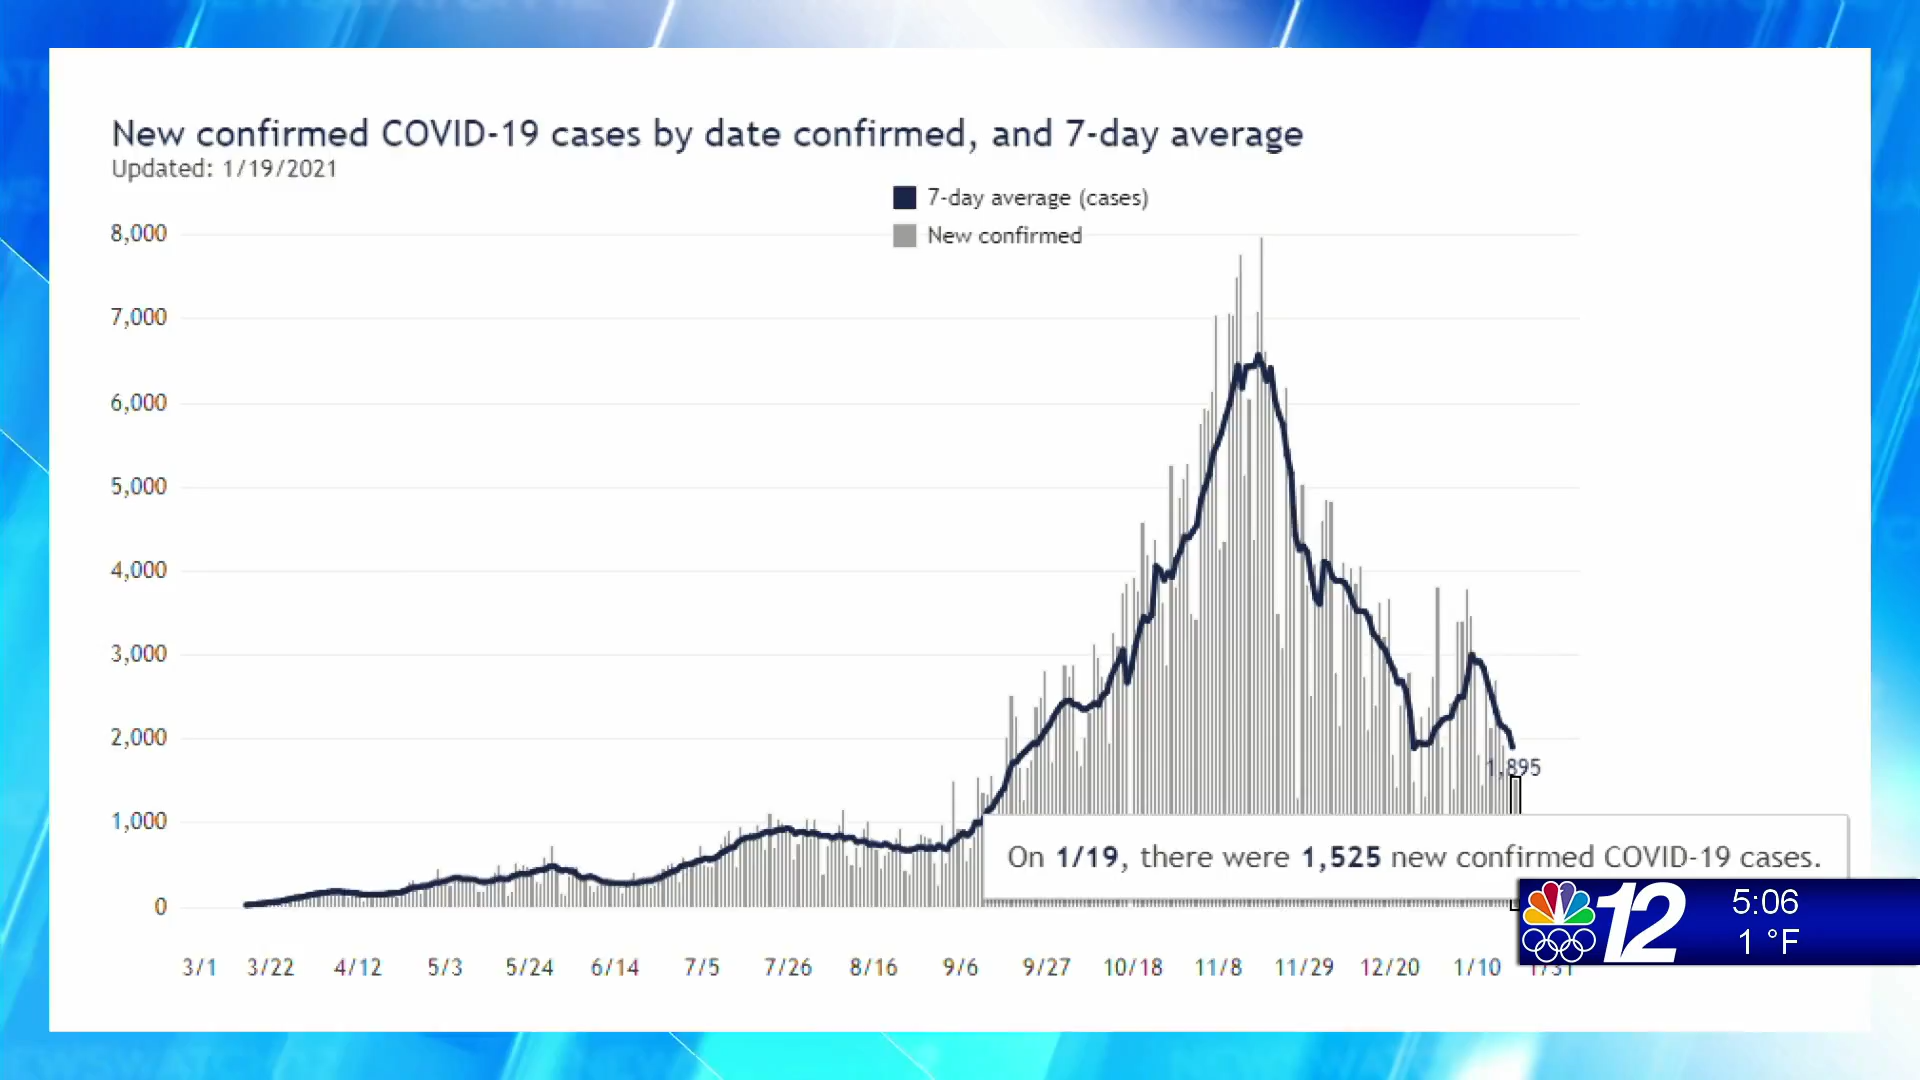 New confirmed COVID-19 cases by date confirmed, and 7-day average
Updated: 1/19/2021
7-day average (cases)
New confirmed
8,000
7,000
6,000
5,000
4,000
3,000
2,000
1,000
0
1,895
On 1/19, there were 1,525 new confirmed COVID-19 cases.
3/1 3/22 4/12 5/3 5/24 6/14 7/5 7/26 8/16 9/6 9/27 10/18 11/8 11/29 12/20 1/10 1/31
12
5:06
1 °F